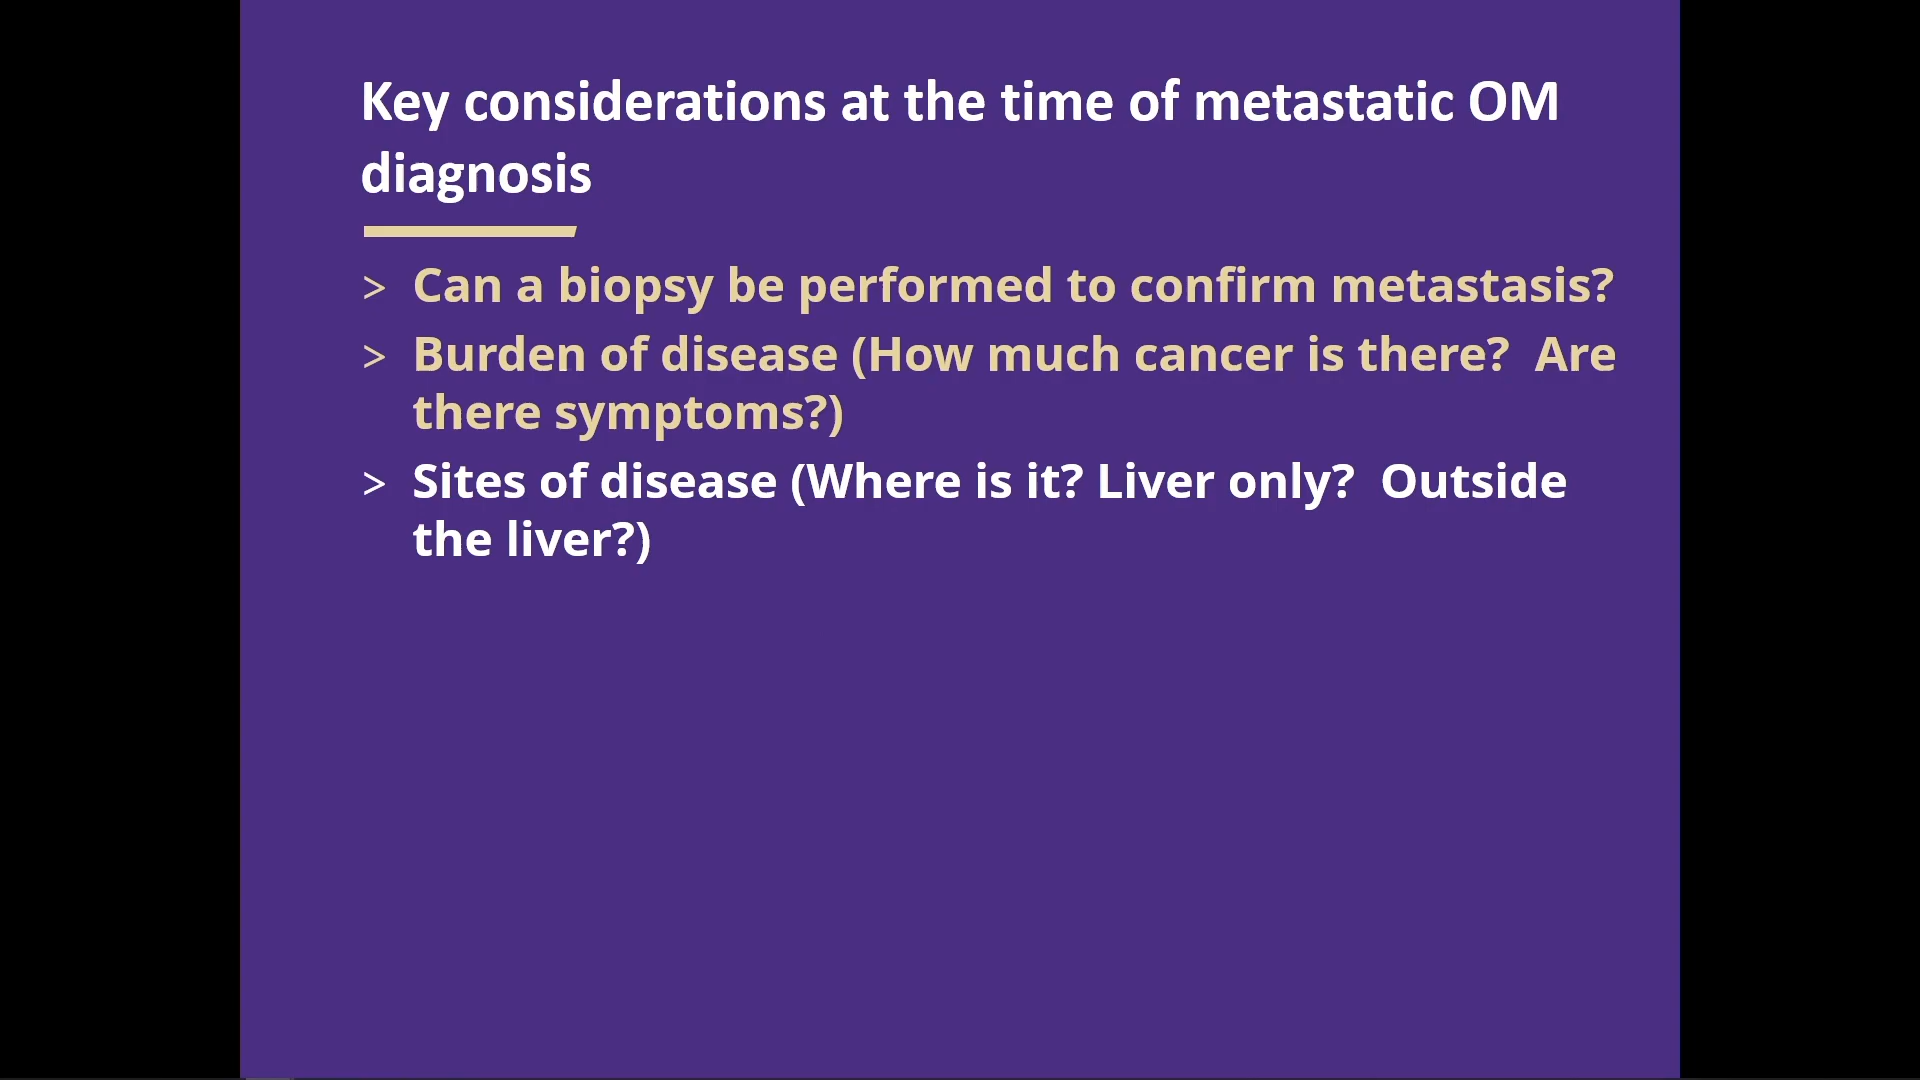 Key considerations at the time of metastatic OM
diagnosis
> Can a biopsy be performed to confirm metastasis?
> Burden of disease (How much cancer is there?  Are
there symptoms?)
> Sites of disease (Where is it? Liver only?  Outside
the liver?)